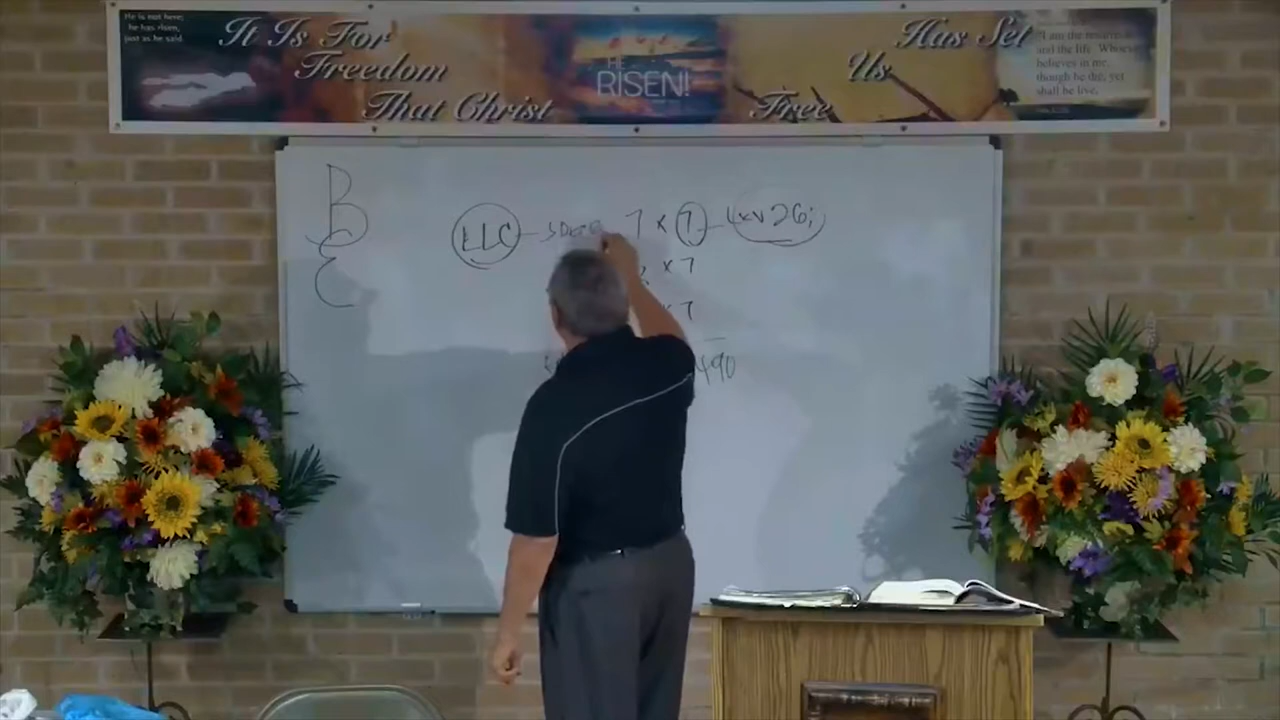 He is not here;
he has risen,
just as he said.
It Is For
Freedom
That Christ
HE
RISEN!
Has Set
Us
Free
"I am the resurrection
and the life. Whoever
believes in me,
though he die, yet
shall he live,
B
E
LLC 7 x 7 Lev 26;
x 7
x 7
490